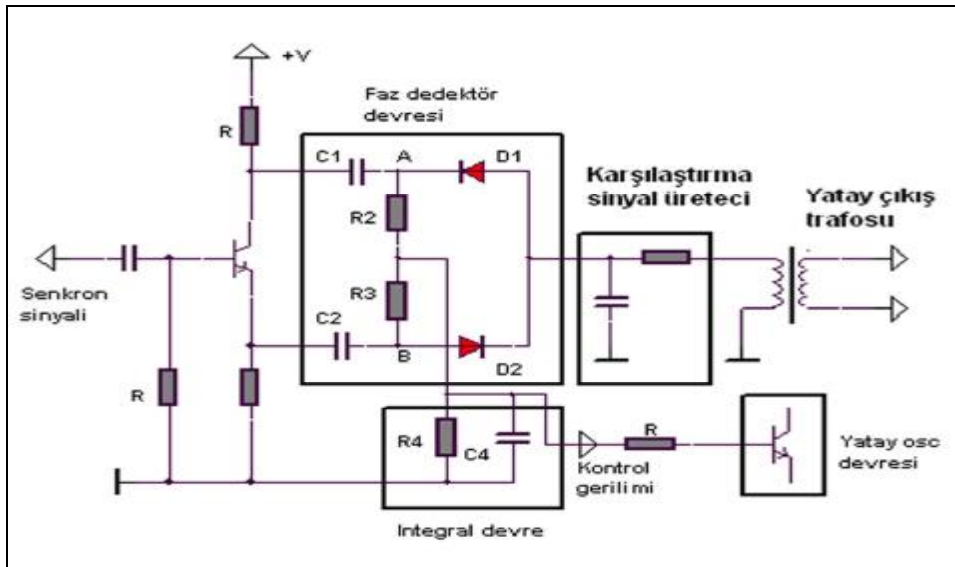 +V
Faz dedektör
devresi
R
C1
A
D1
Karşılaştırma
sinyal üreteci
Yatay çıkış
trafosu
R2
Senkron
sinyali
R3
C2
B
D2
R
R4
C4
R
Kontrol
gerilimi
Yatay osc
devresi
Integral devre